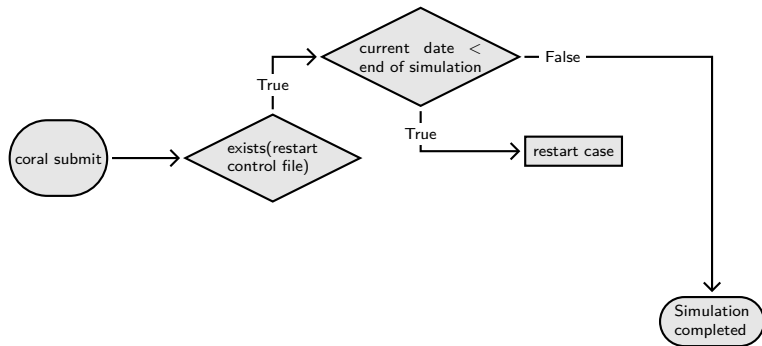 current date <
end of simulation
False
True
True
coral submit
exists(restart
control file)
restart case
Simulation
completed